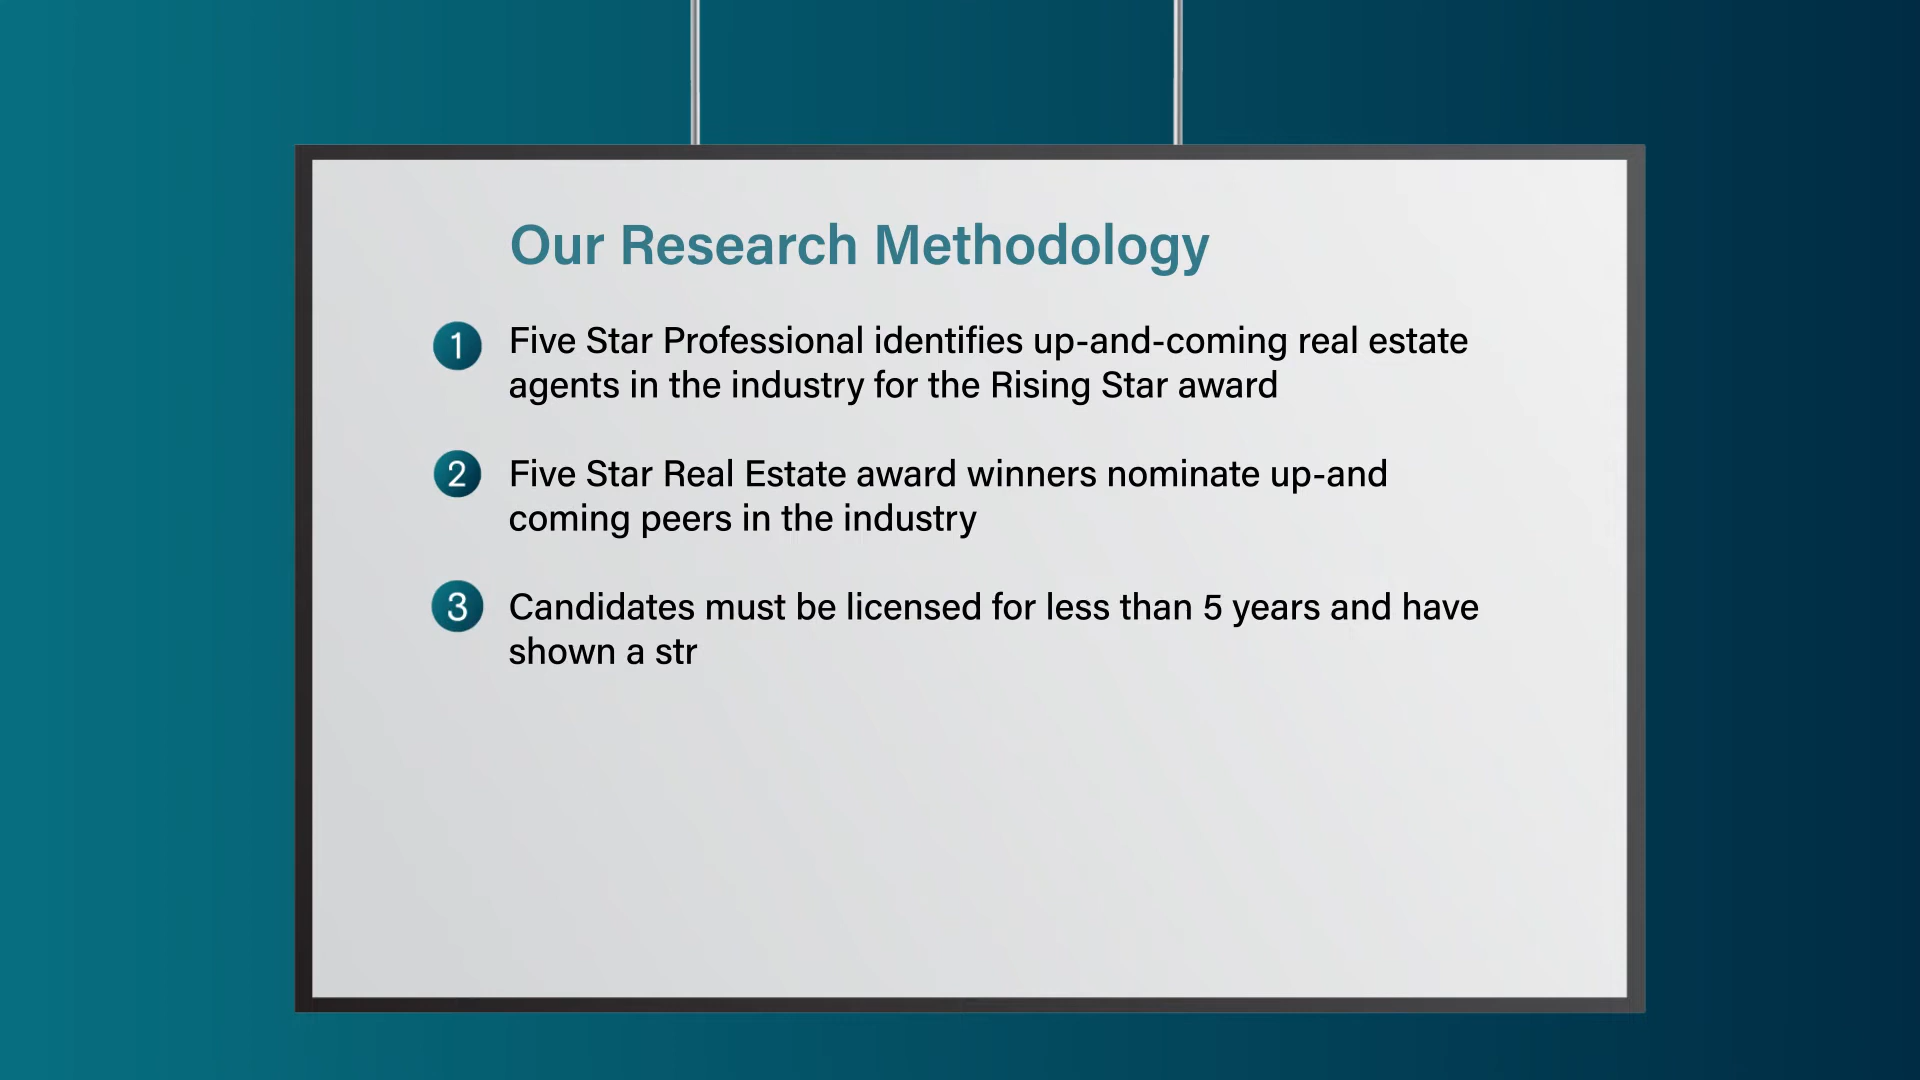 Our Research Methodology
1 Five Star Professional identifies up-and-coming real estate
agents in the industry for the Rising Star award
2 Five Star Real Estate award winners nominate up-and
coming peers in the industry
3 Candidates must be licensed for less than 5 years and have
shown a str